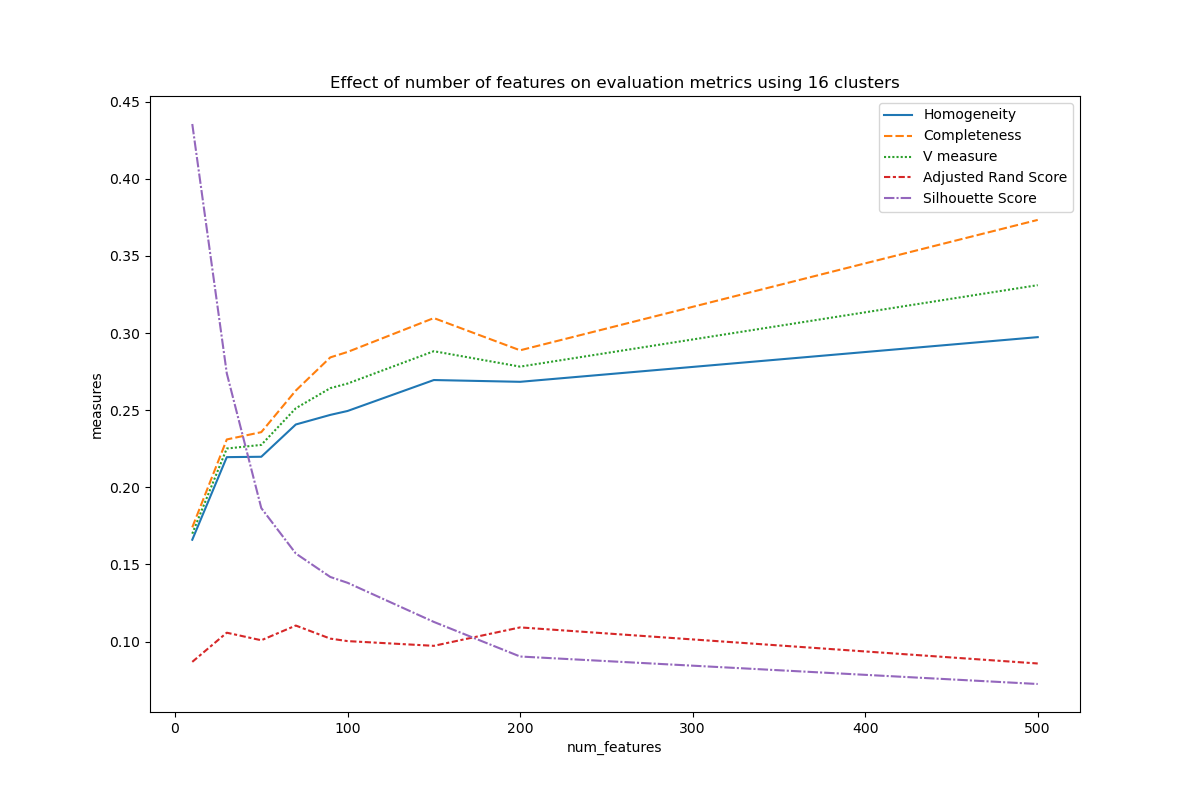 Effect of number of features on evaluation metrics using 16 clusters
Homogeneity
Completeness
V measure
Adjusted Rand Score
Silhouette Score
measures
0.45
0.40
0.35
0.30
0.25
0.20
0.15
0.10
0
100
200
300
400
500
num_features